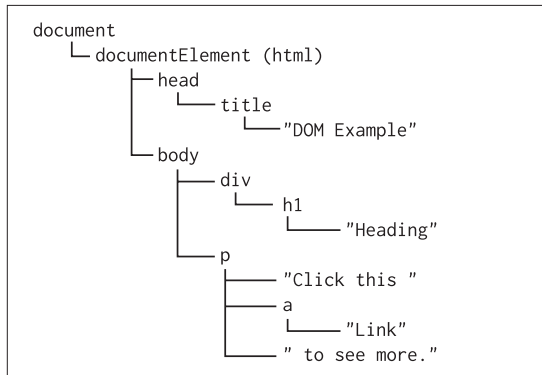 document
documentElement (html)
head
title
"DOM Example"
body
div
h1
"Heading"
p
"Click this "
a
"Link"
" to see more."